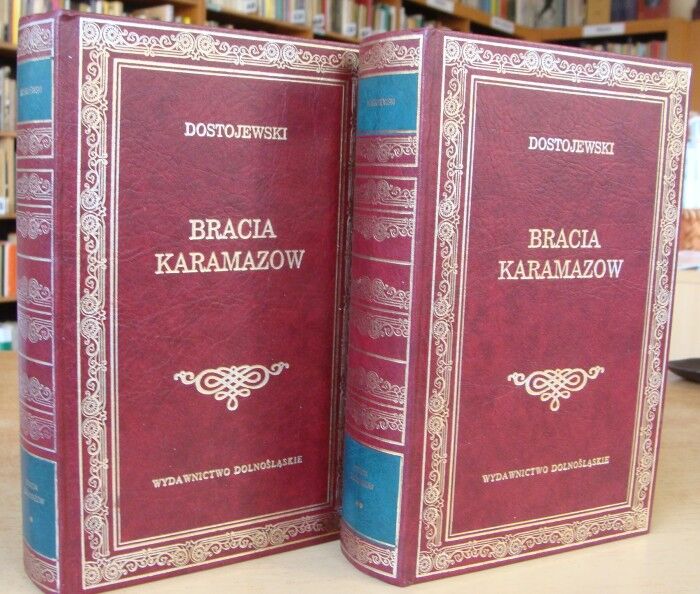 DOSTOJEWSKI
BRACIA
KARAMAZOW
WYDAWNICTWO DOLNOŚLĄSKIE
DOSTOJEWSKI
BRACIA
KARAMAZOW
WYDAWNICTWO DOLNOŚLĄSKIE